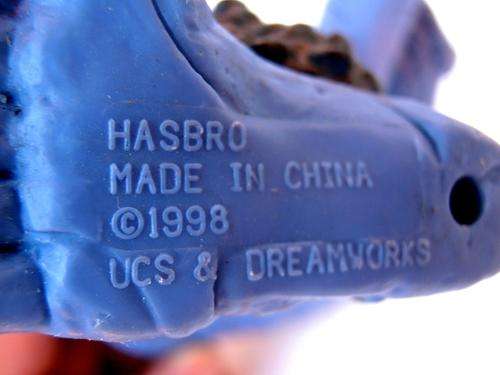 HASBRO
MADE IN CHINA
©1998
UCS & DREAMWORKS